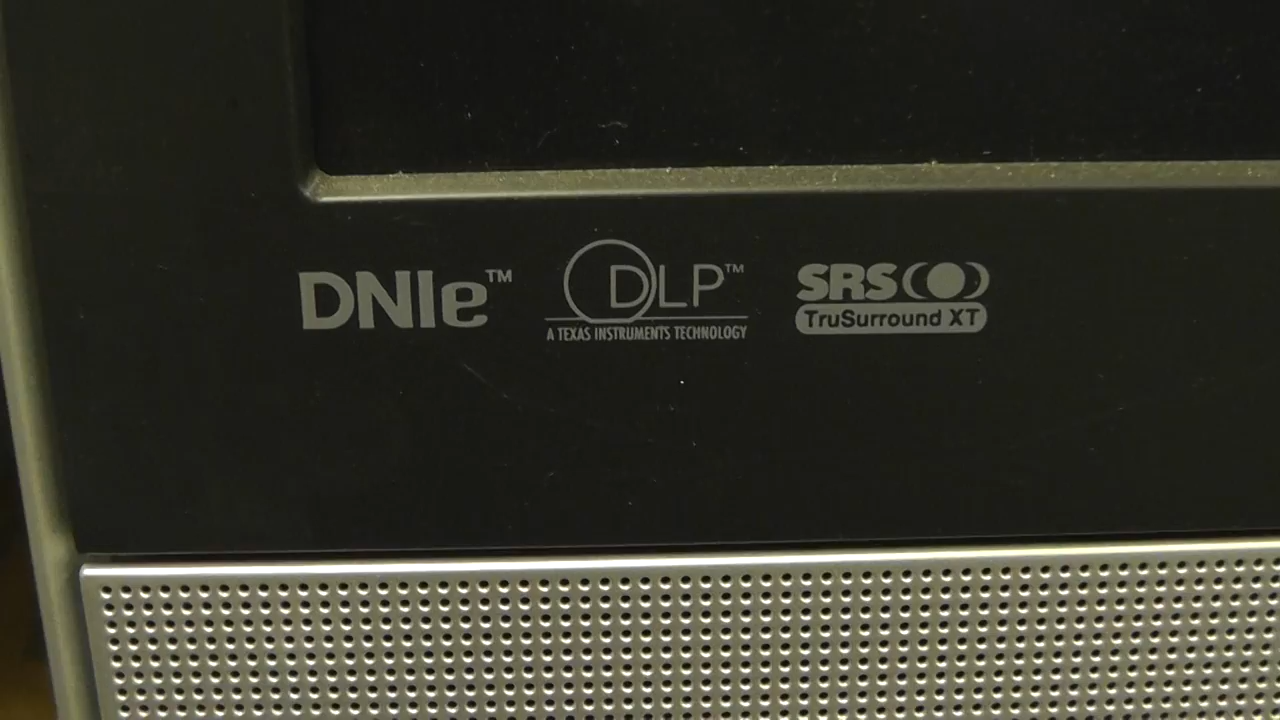 DNIe™
DLP™
A TEXAS INSTRUMENTS TECHNOLOGY
SRS
TruSurround XT